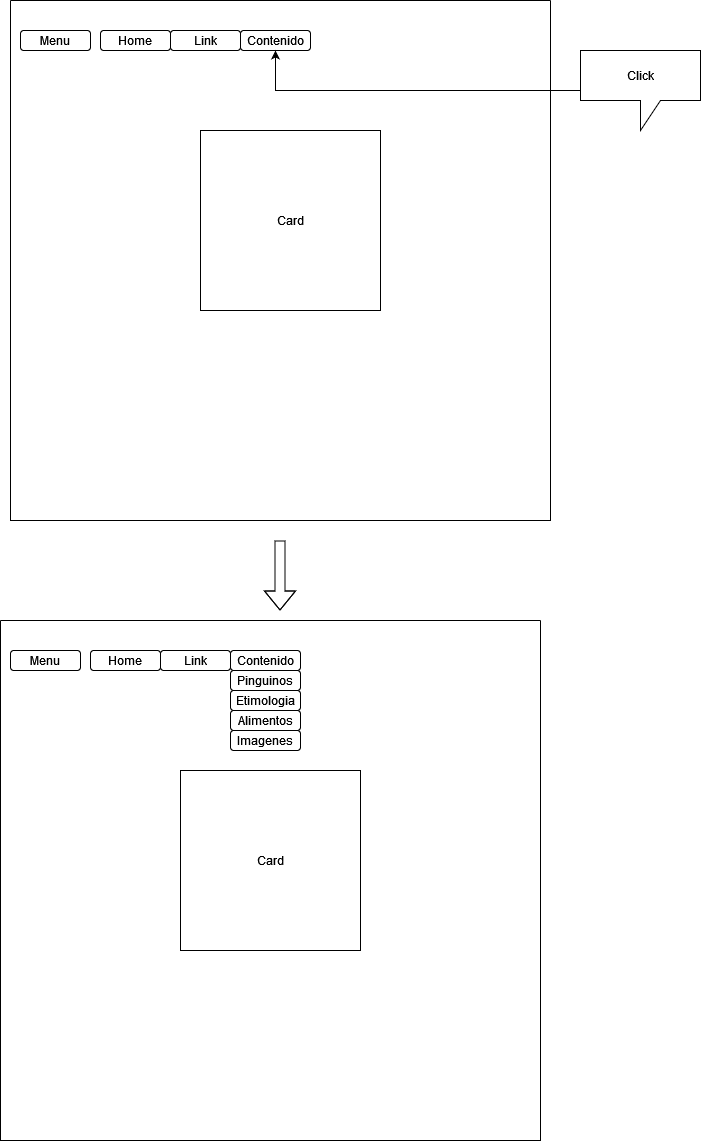 Menu
Home
Link
Contenido
Click
Card
Menu
Home
Link
Contenido
Pinguinos
Etimologia
Alimentos
Imagenes
Card